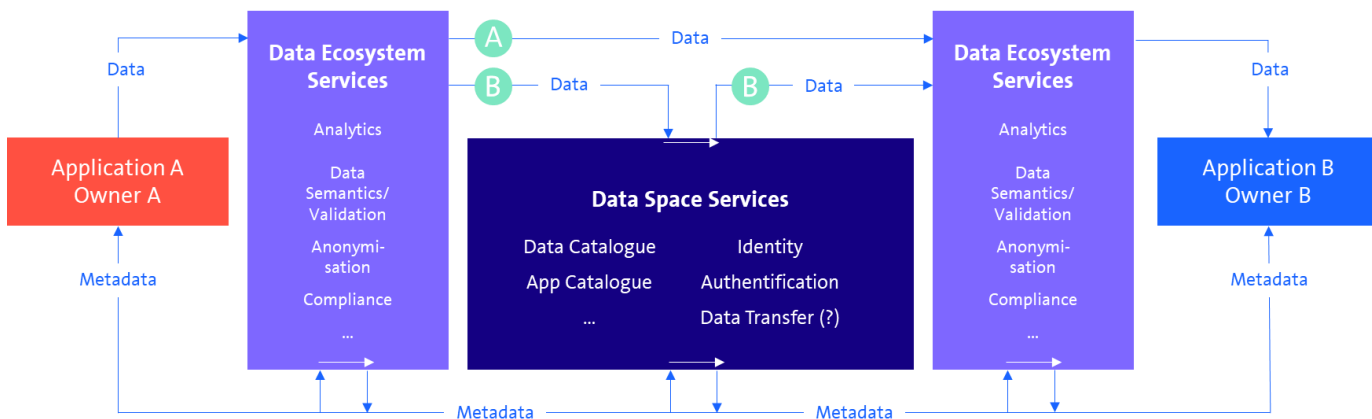 Data Ecosystem
Services
Analytics
Data
Semantics/
Validation
Anonymi-
sation
Compliance
...
A
Data
B
Data
B
Data
Data Ecosystem
Services
Analytics
Data
Semantics/
Validation
Anonymi-
sation
Compliance
...
Data
Data
Application A
Owner A
Data Space Services
Data Catalogue
Identity
App Catalogue
Authentification
...
Data Transfer (?)
Application B
Owner B
Metadata
Metadata
Metadata
Metadata